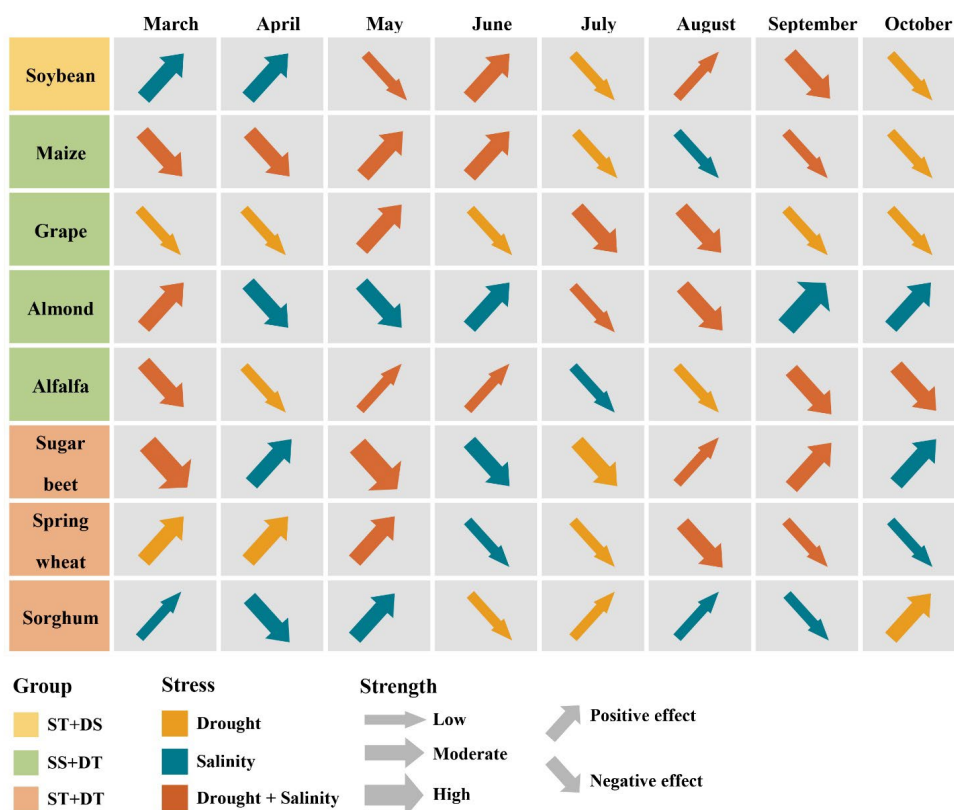 March April May June July August September October
Soybean
Maize
Grape
Almond
Alfalfa
Sugar
beet
Spring
wheat
Sorghum
Group Stress Strength
ST+DS Drought Low Positive effect
SS+DT Salinity Moderate Negative effect
ST+DT Drought + Salinity High